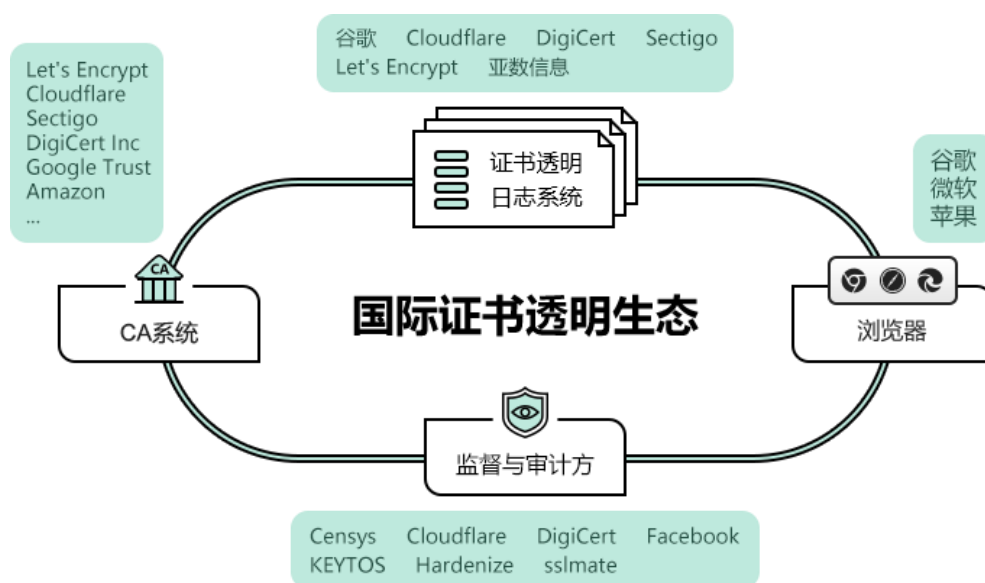 谷歌 Cloudflare DigiCert Sectigo
Let's Encrypt 亚数信息
Let's Encrypt
Cloudflare
Sectigo
DigiCert Inc
Google Trust
Amazon
...
证书透明
日志系统
谷歌
微软
苹果
CA
CA系统
国际证书透明生态
浏览器
监督与审计方
Censys Cloudflare DigiCert Facebook
KEYTOS Hardenize sslmate